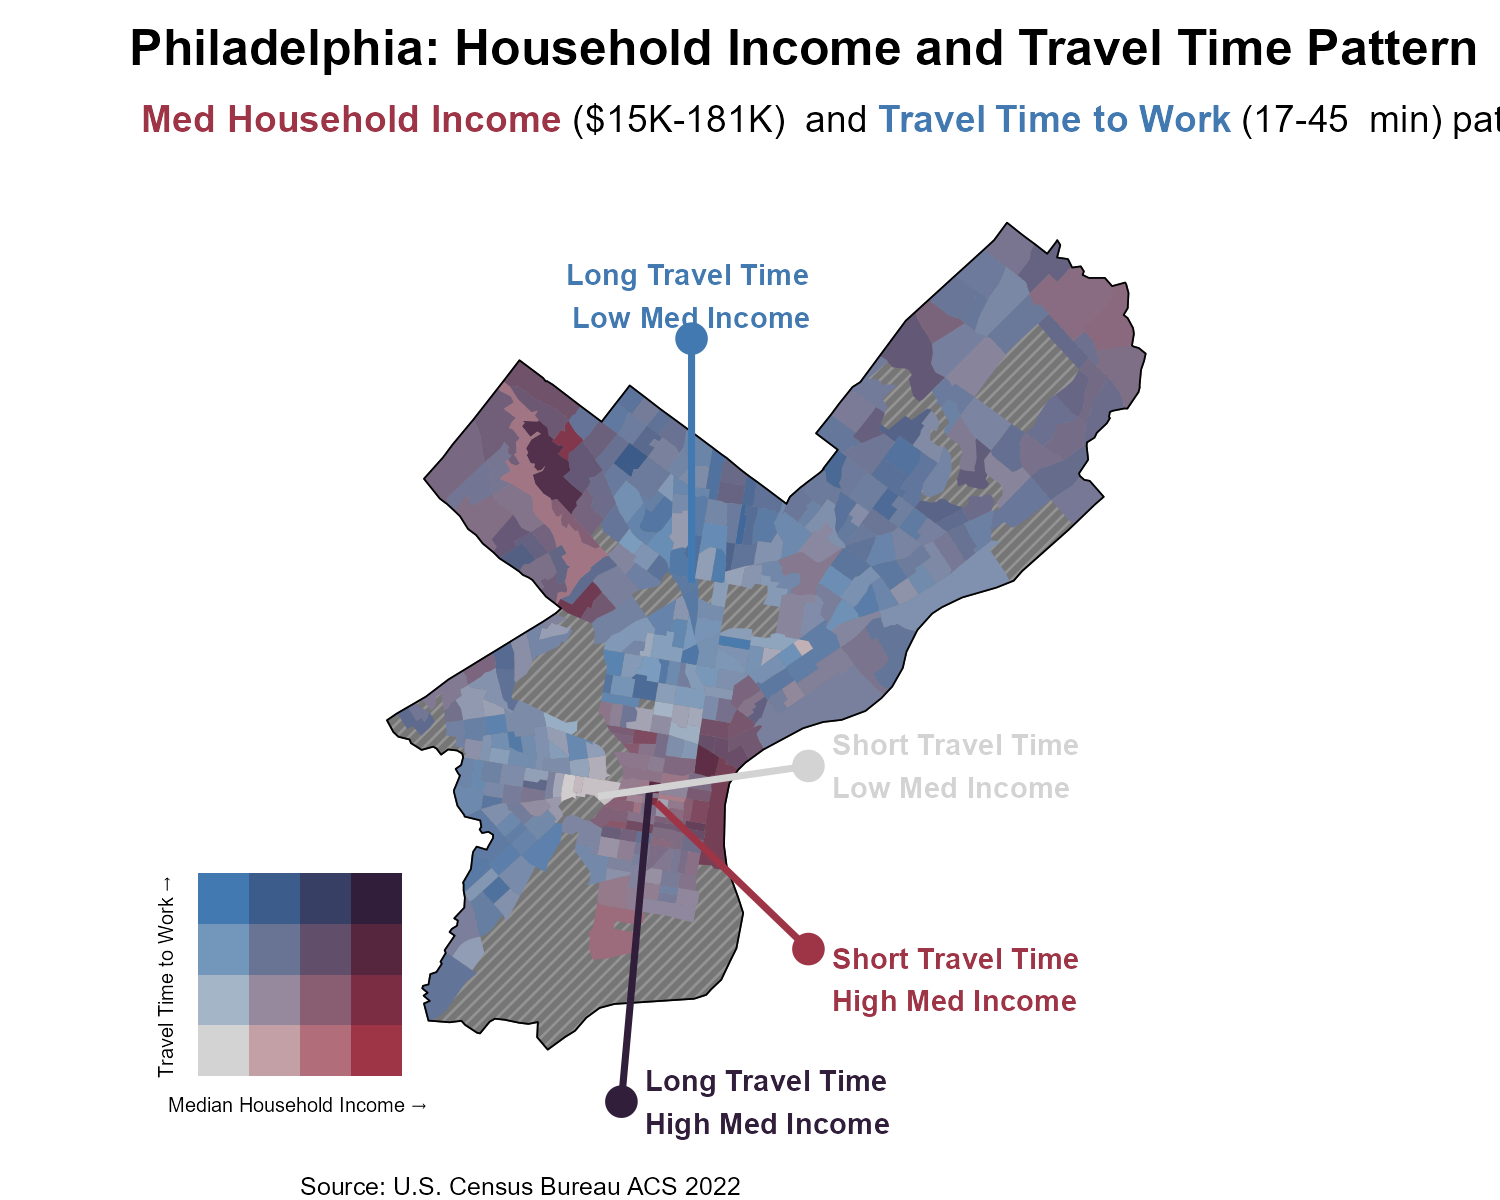 Philadelphia: Household Income and Travel Time Pattern
Med Household Income ($15K-181K)  and Travel Time to Work (17-45  min) pat
Long Travel Time
Low Med Income
Short Travel Time
Low Med Income
Travel Time to Work →
Short Travel Time
High Med Income
Long Travel Time
High Med Income
Median Household Income →
Source: U.S. Census Bureau ACS 2022